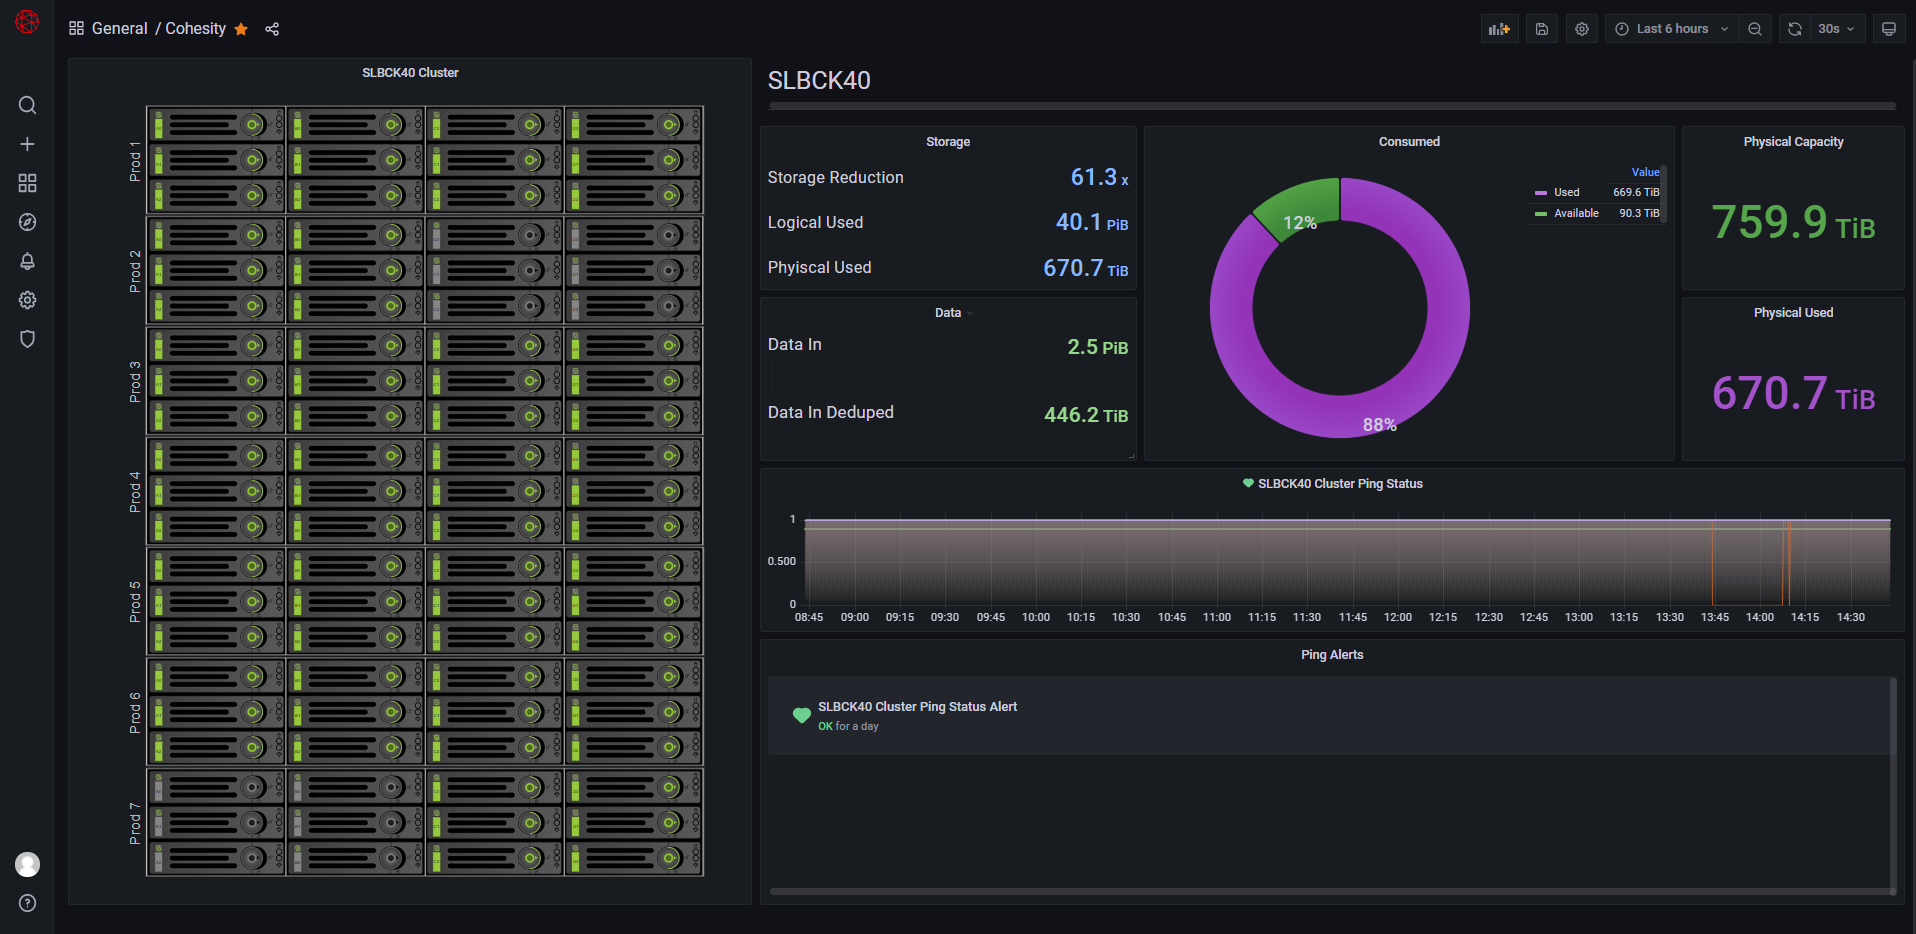 General / Cohesity
Last 6 hours
30s
SLBCK40 Cluster
Prod 1
Prod 2
Prod 3
Prod 4
Prod 5
Prod 6
Prod 7
SLBCK40
Storage
Storage Reduction 61.3 x
Logical Used 40.1 PiB
Phyiscal Used 670.7 TiB
Data
Data In 2.5 PiB
Data In Deduped 446.2 TiB
Consumed
Value
Used 669.6 TiB
Available 90.3 TiB
12%
88%
Physical Capacity
759.9 TiB
Physical Used
670.7 TiB
SLBCK40 Cluster Ping Status
1
0.500
0
08:45 09:00 09:15 09:30 09:45 10:00 10:15 10:30 10:45 11:00 11:15 11:30 11:45 12:00 12:15 12:30 12:45 13:00 13:15 13:30 13:45 14:00 14:15 14:30
Ping Alerts
SLBCK40 Cluster Ping Status Alert
OK for a day